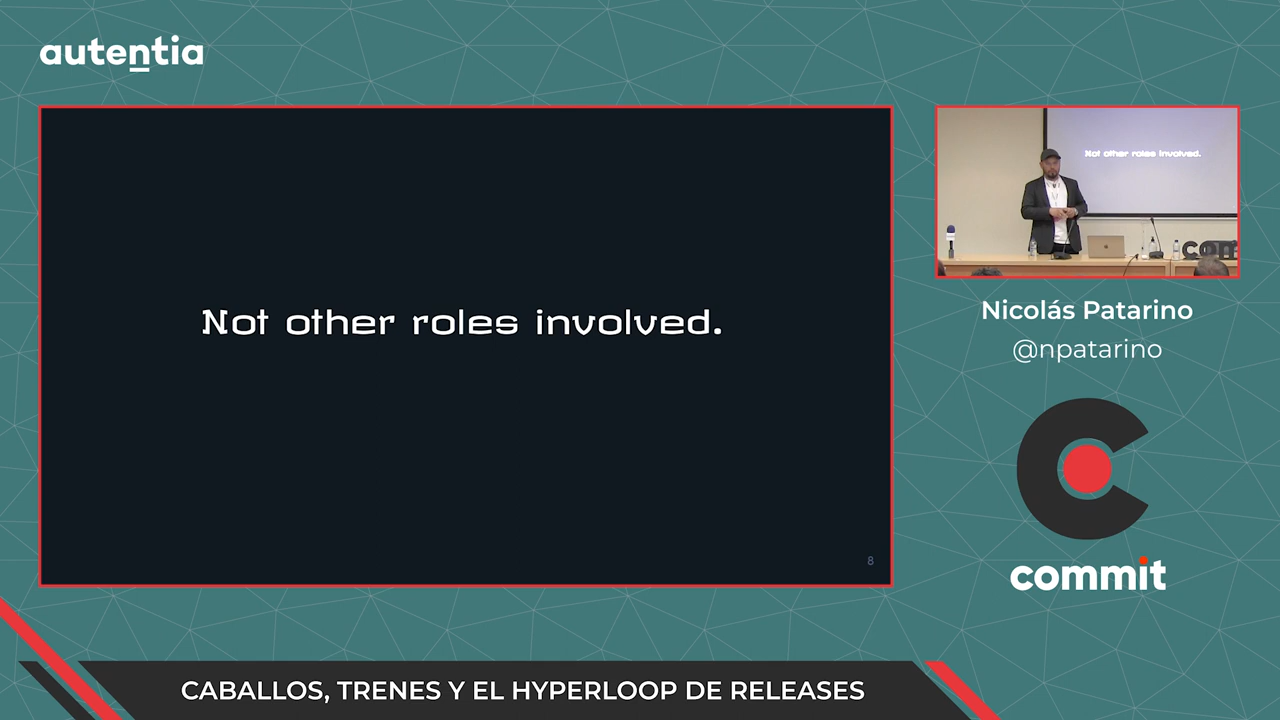 autentia
Not other roles involved.
8
Not other roles involved.
com
Nicolás Patarino
@npatarino
commit
CABALLOS, TRENES Y EL HYPERLOOP DE RELEASES